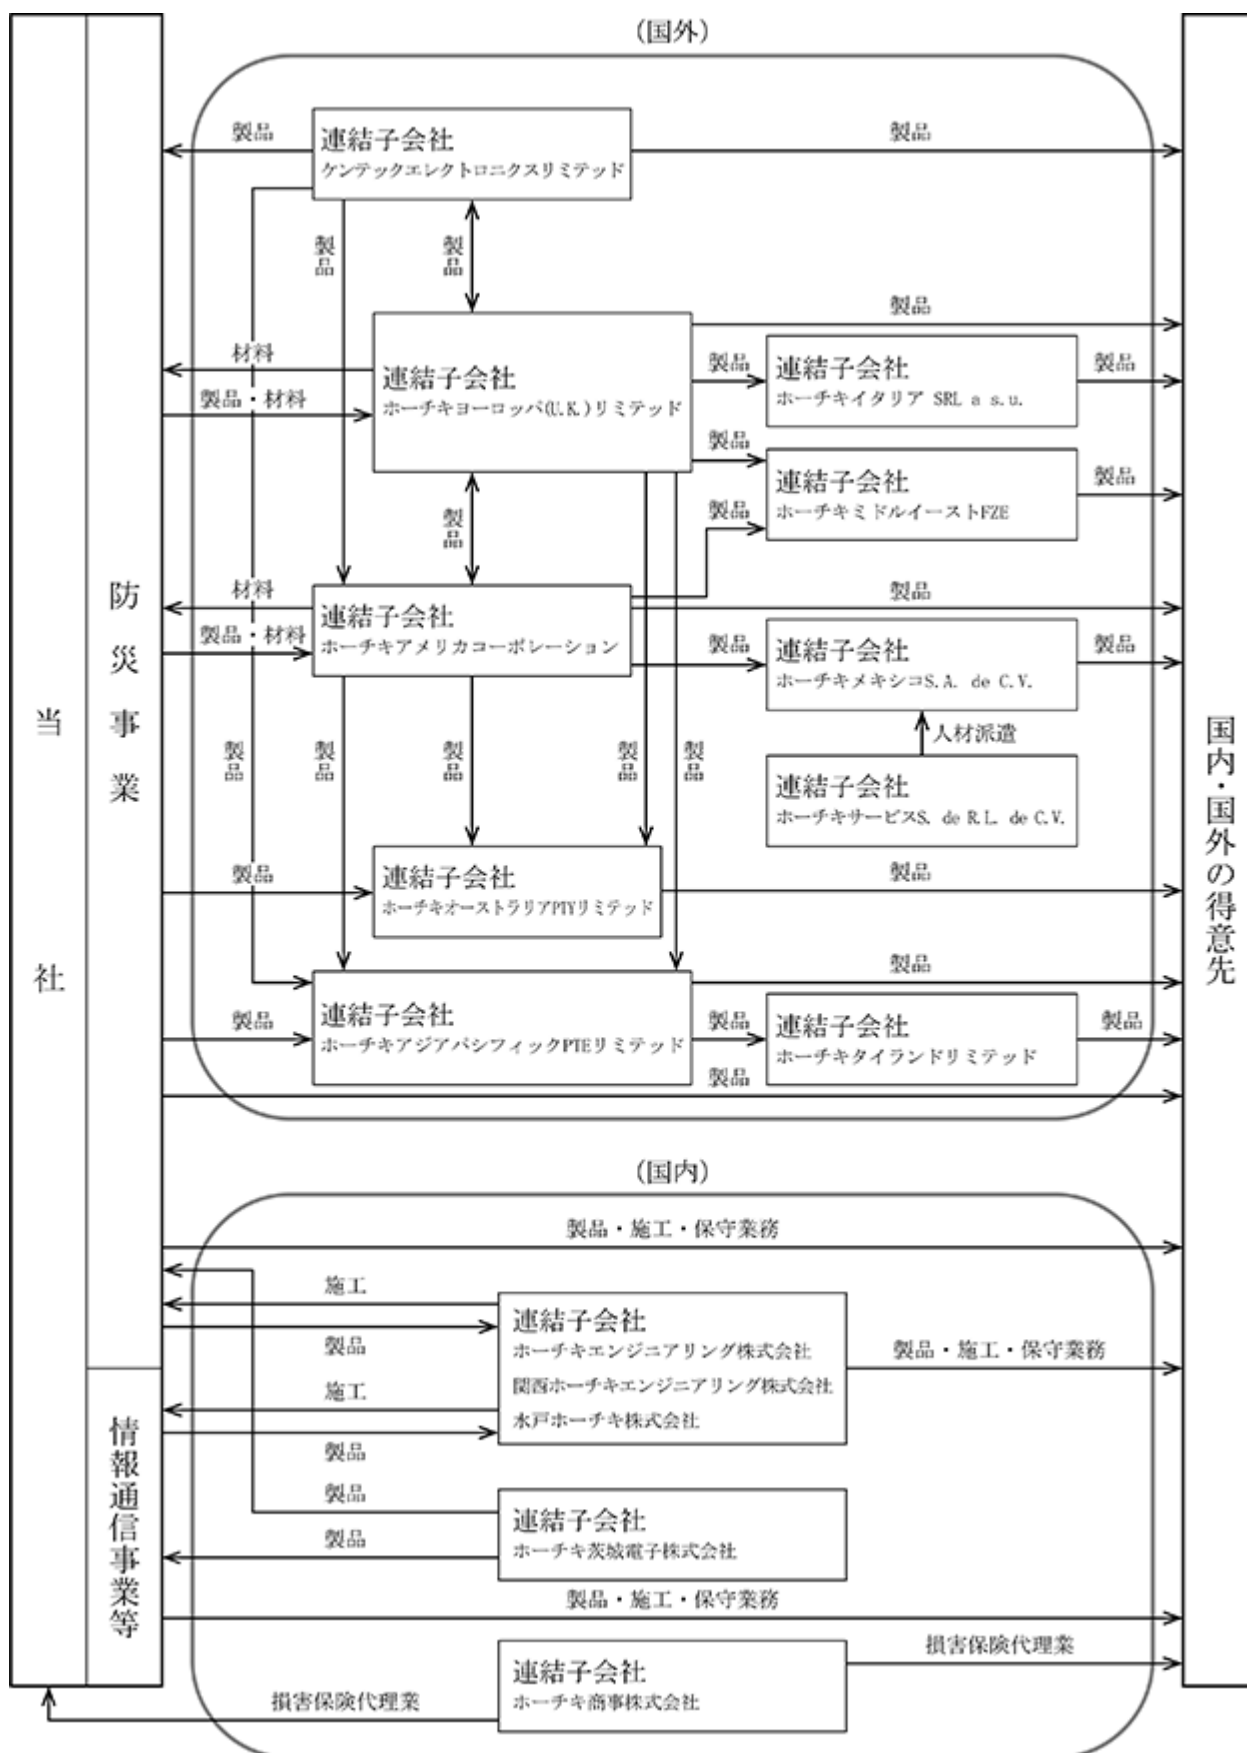 (国外)
製品
連結子会社
ケンテックエレクトロニクスリミテッド
製品
製品
製品
製品
材料
連結子会社
ホーチキヨーロッパ(U.K.)リミテッド
製品
連結子会社
ホーチキイタリア SRL a s.u.
製品
製品・材料
製品
連結子会社
ホーチキミドルイーストFZE
製品
製品
製品
材料
連結子会社
ホーチキアメリカコーポレーション
製品
製品・材料
製品
連結子会社
ホーチキメキシコS.A. de C.V.
製品
人材派遣
製品
製品
製品
製品
製品
連結子会社
ホーチキサービスS. de R.L. de C.V.
製品
連結子会社
ホーチキオーストラリアPTYリミテッド
製品
製品
製品
連結子会社
ホーチキアジアパシフィックPTEリミテッド
製品
連結子会社
ホーチキタイランドリミテッド
製品
製品
当社
防災事業
情報通信事業等
国内・国外の得意先
(国内)
製品・施工・保守業務
施工
製品
連結子会社
ホーチキエンジニアリング株式会社
関西ホーチキエンジニアリング株式会社
水戸ホーチキ株式会社
製品・施工・保守業務
施工
製品
製品
連結子会社
ホーチキ茨城電子株式会社
製品
製品・施工・保守業務
連結子会社
ホーチキ商事株式会社
損害保険代理業
損害保険代理業